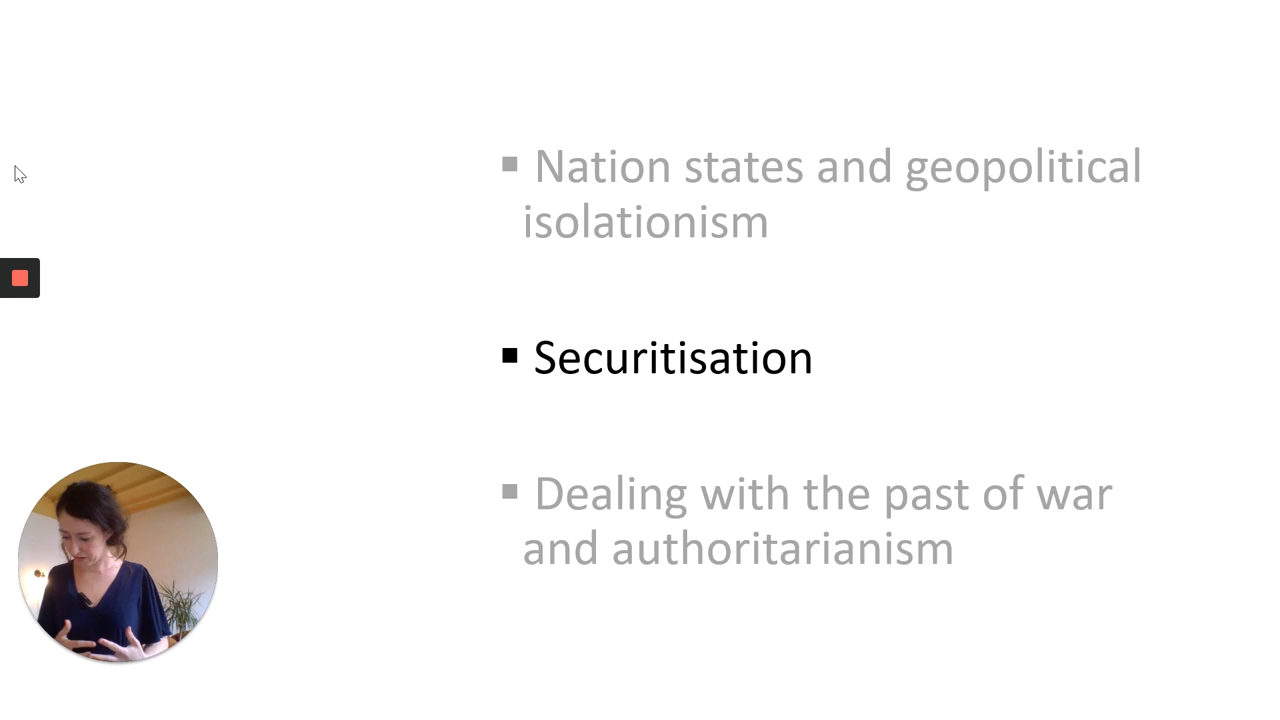 ▪ Nation states and geopolitical
isolationism
▪ Securitisation
▪ Dealing with the past of war
and authoritarianism